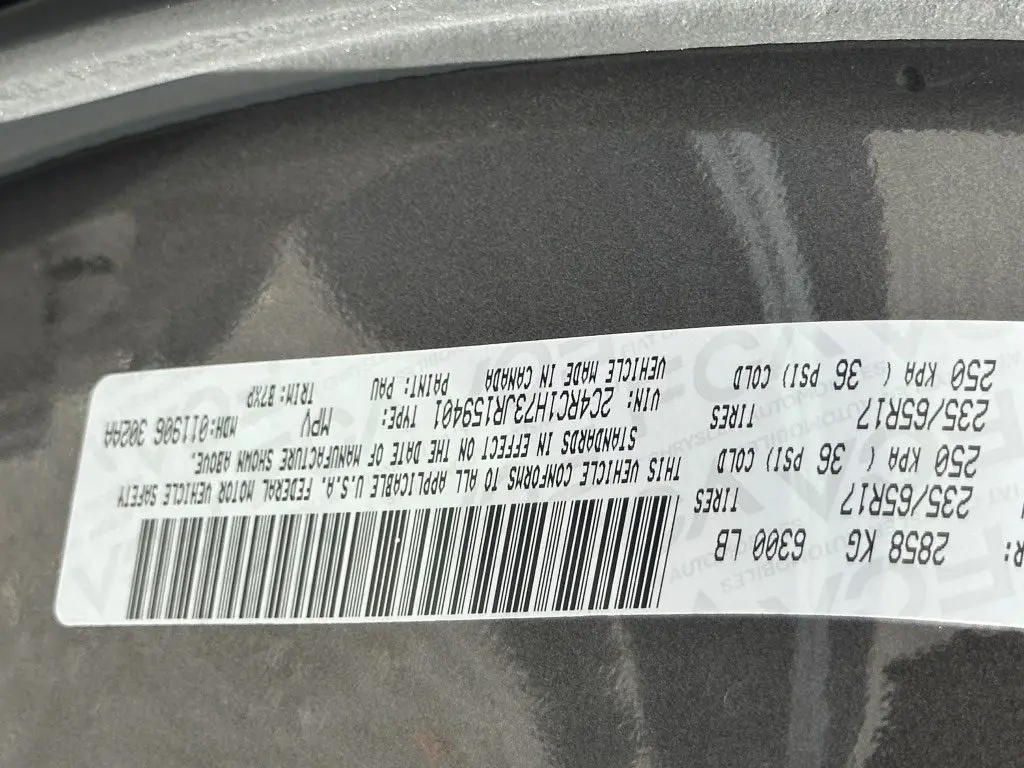 2858 KG 6300 LB
235/65R17 TIRES
250 KPA ( 36 PSI) COLD
235/65R17 TIRES
250 KPA ( 36 PSI) COLD
THIS VEHICLE CONFORMS TO ALL APPLICABLE U.S.A. FEDERAL MOTOR VEHICLE SAFETY
STANDARDS IN EFFECT ON THE DATE OF MANUFACTURE SHOWN ABOVE.
VIN: 2C4RC1H73JR159401 TYPE: MPV MDH:011906 302AA
VEHICLE MADE IN CANADA PAINT: PAU TRIM: